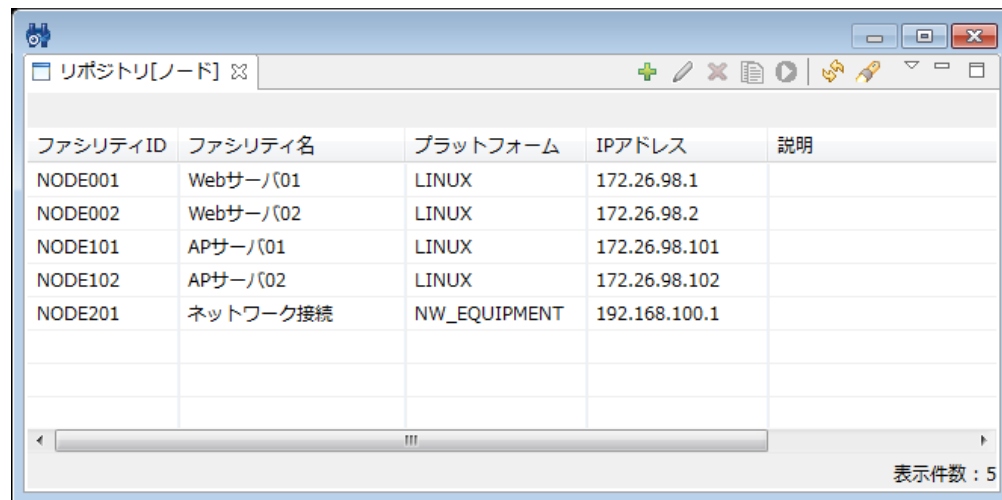 リポジトリ[ノード]
ファシリティID ファシリティ名 プラットフォーム IPアドレス 説明
NODE001 Webサーバ01 LINUX 172.26.98.1
NODE002 Webサーバ02 LINUX 172.26.98.2
NODE101 APサーバ01 LINUX 172.26.98.101
NODE102 APサーバ02 LINUX 172.26.98.102
NODE201 ネットワーク接続 NW_EQUIPMENT 192.168.100.1
表示件数：5